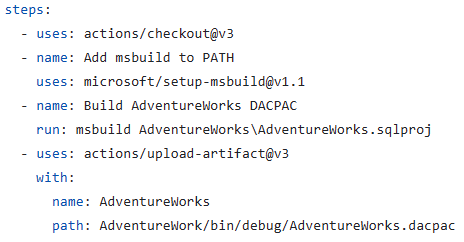 steps:
- uses: actions/checkout@v3
- name: Add msbuild to PATH
uses: microsoft/setup-msbuild@v1.1
- name: Build AdventureWorks DACPAC
run: msbuild AdventureWorks\AdventureWorks.sqlproj
- uses: actions/upload-artifact@v3
with:
name: AdventureWorks
path: AdventureWork/bin/debug/AdventureWorks.dacpac